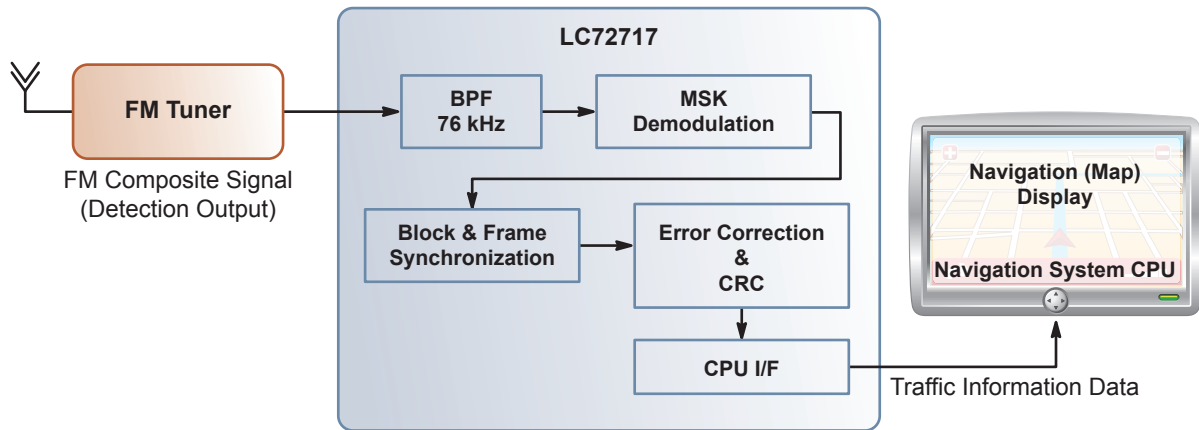 LC72717
FM Tuner
FM Composite Signal
(Detection Output)
BPF
76 kHz
MSK
Demodulation
Block & Frame
Synchronization
Error Correction
&
CRC
CPU I/F
Traffic Information Data
Navigation (Map)
Display
Navigation System CPU